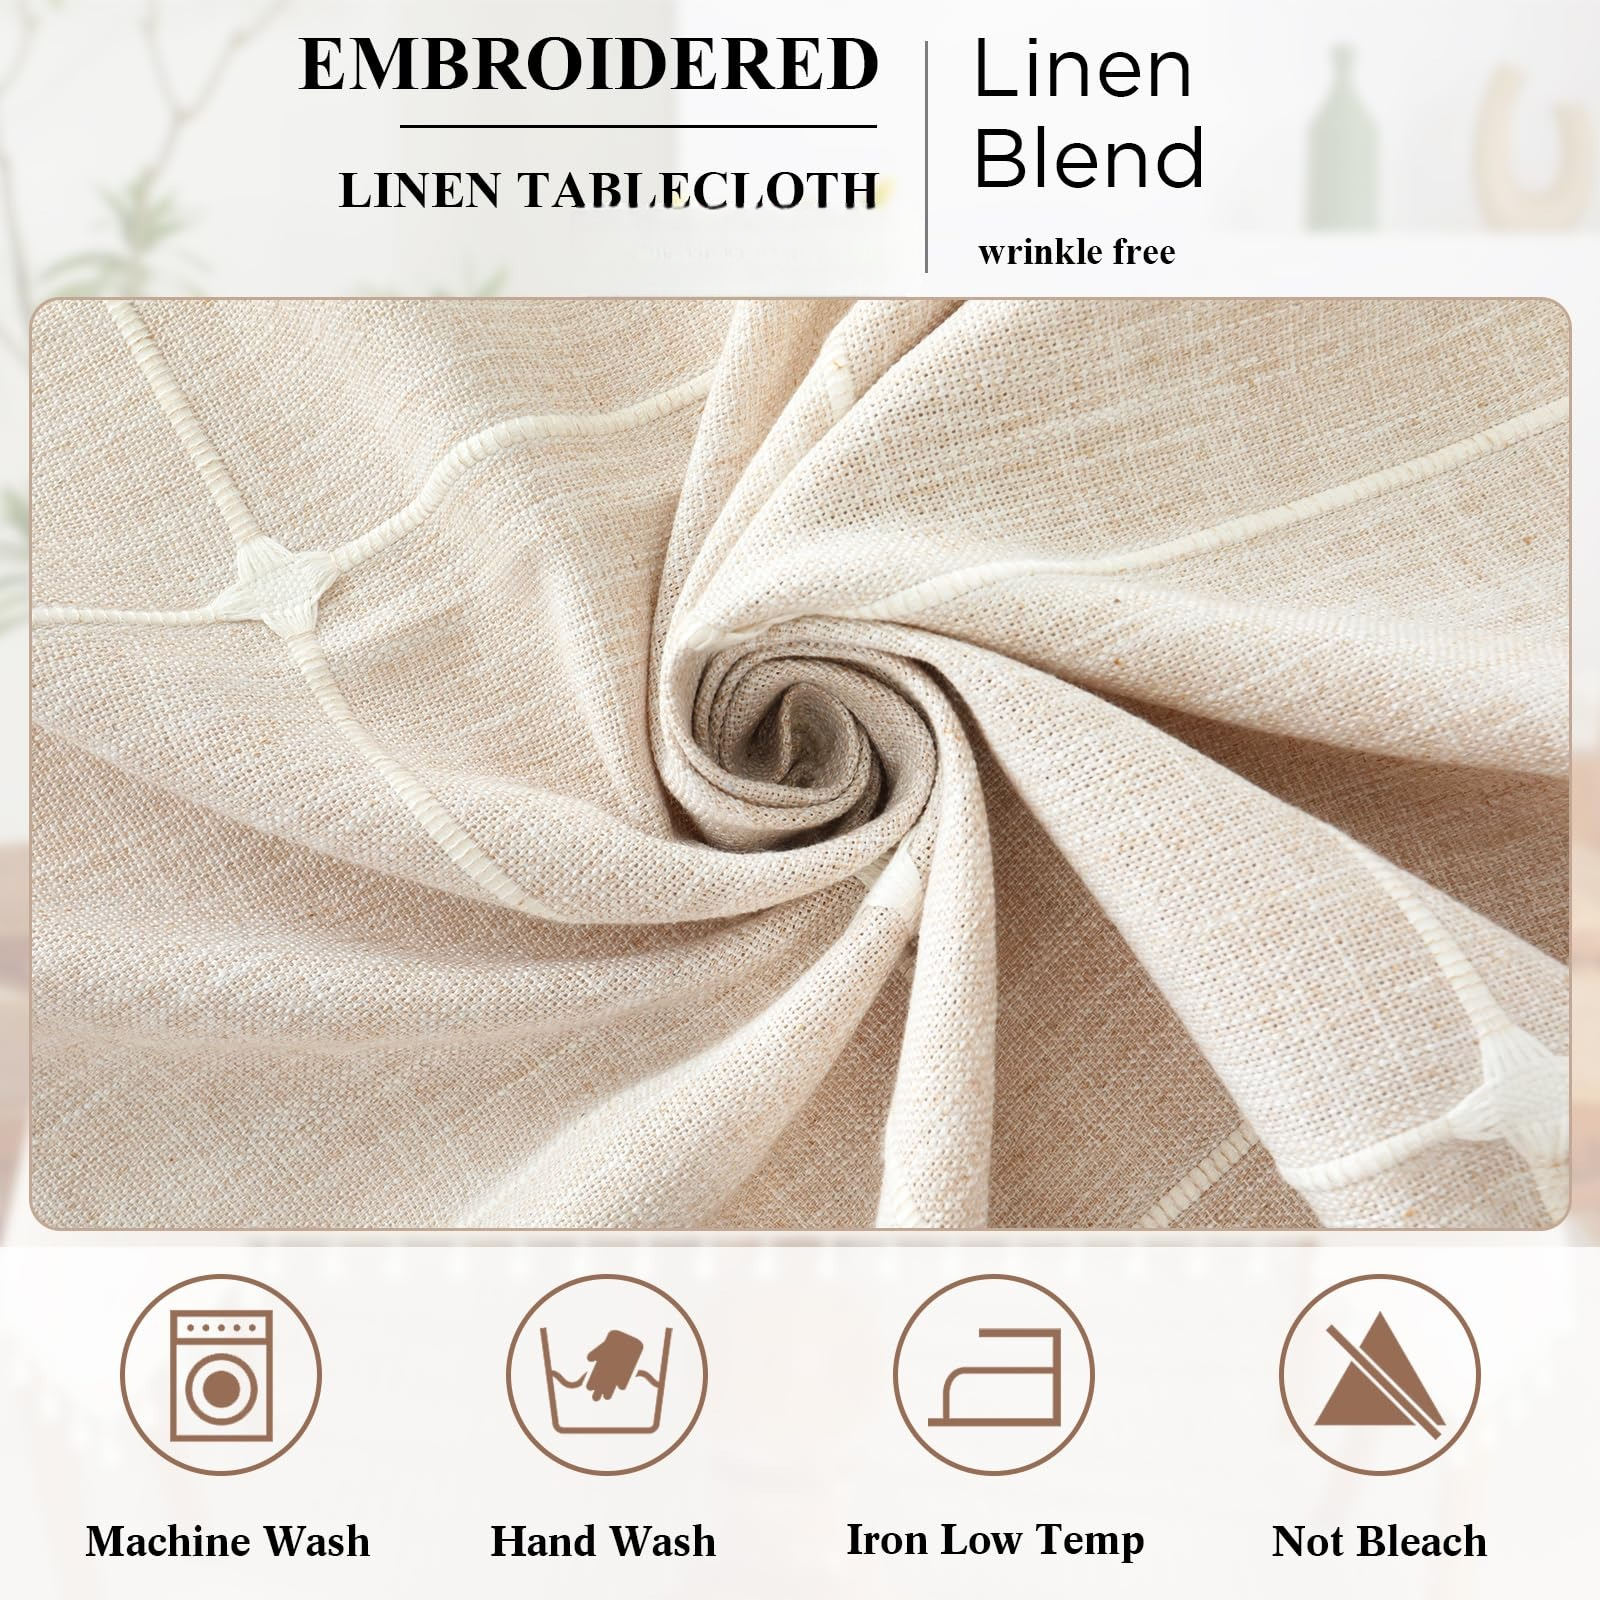 EMBROIDERED
LINEN TABLECLOTH
Linen
Blend
wrinkle free
Machine Wash
Hand Wash
Iron Low Temp
Not Bleach